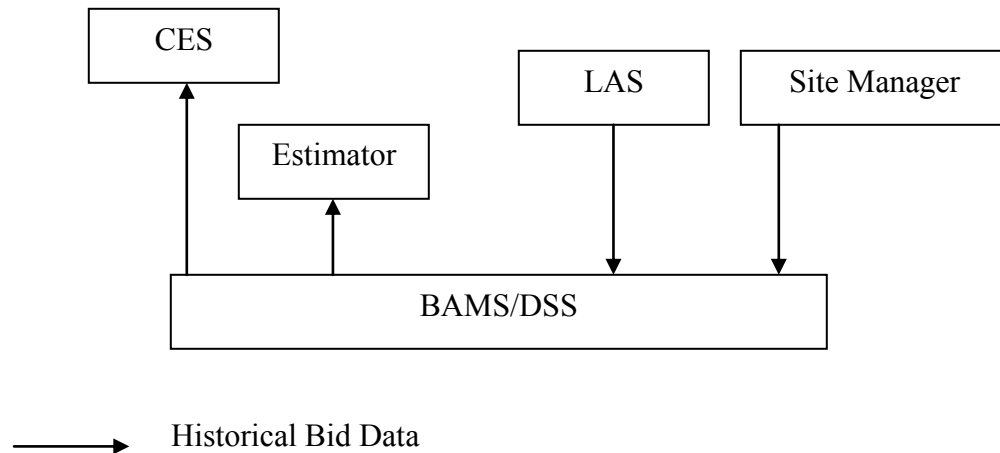 CES
LAS
Site Manager
Estimator
BAMS/DSS
Historical Bid Data